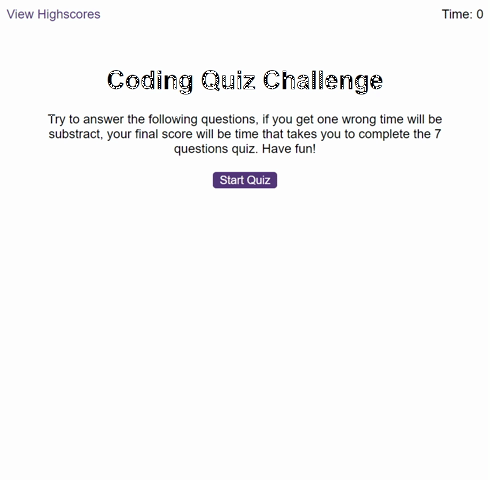 View Highscores
Time: 0
Coding Quiz Challenge
Try to answer the following questions, if you get one wrong time will be
substract, your final score will be time that takes you to complete the 7
questions quiz. Have fun!
Start Quiz